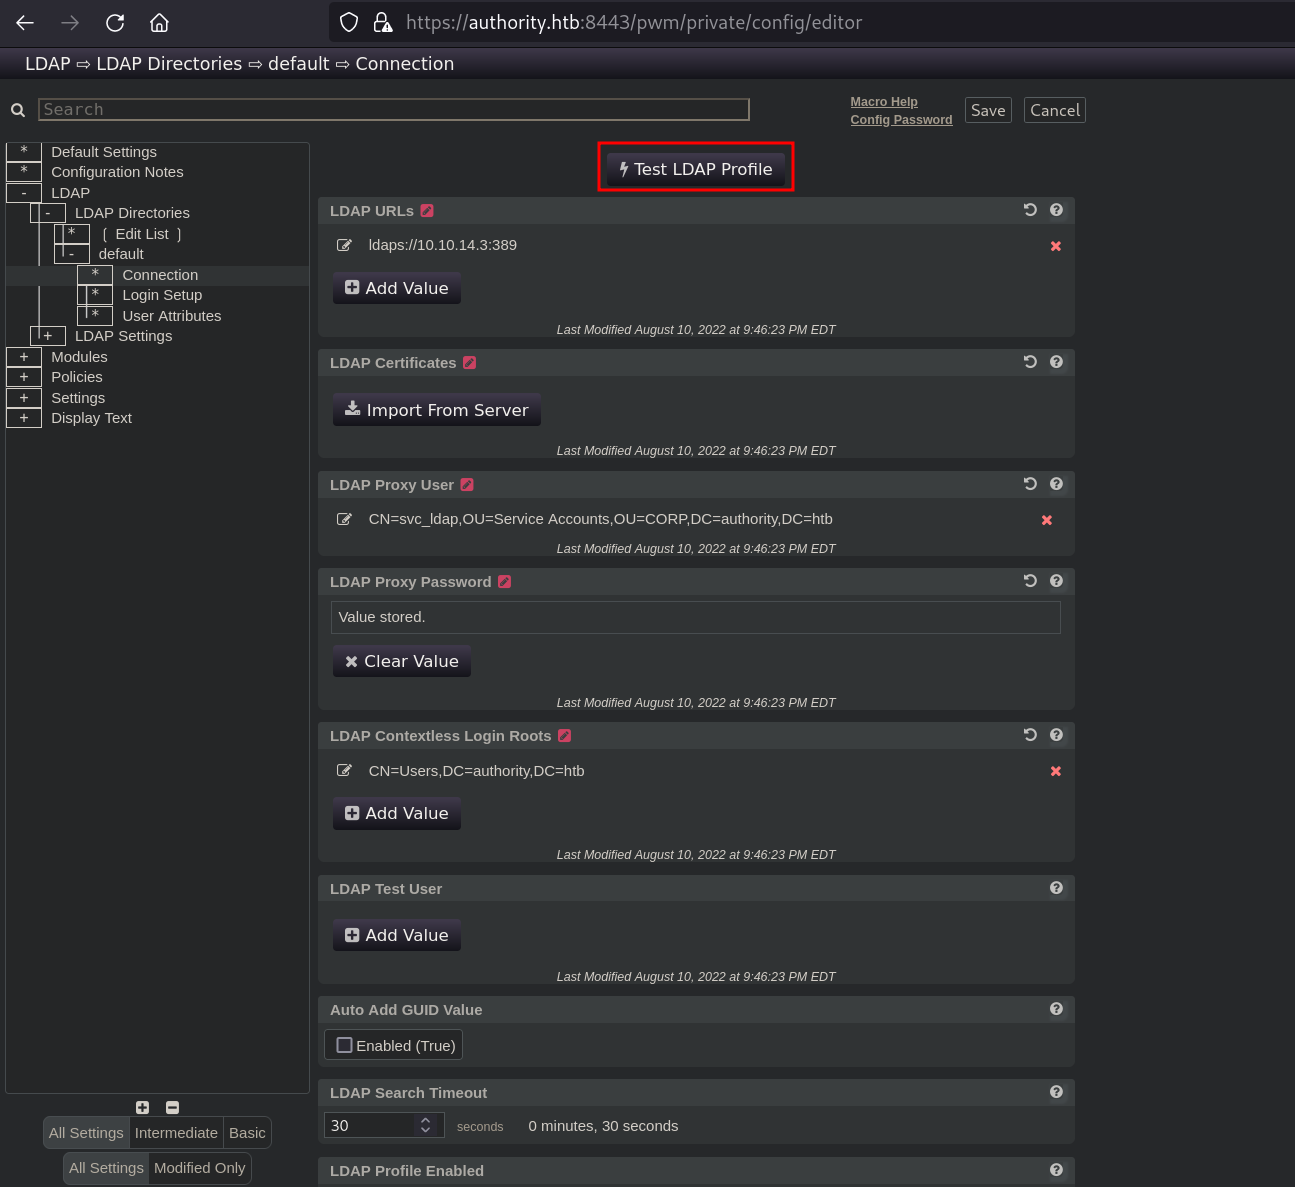 https://authority.htb:8443/pwm/private/config/editor
LDAP ⇨ LDAP Directories ⇨ default ⇨ Connection
Search
Macro Help
Config Password
Save
Cancel
* Default Settings
* Configuration Notes
- LDAP
- LDAP Directories
* [ Edit List ]
- default
* Connection
* Login Setup
* User Attributes
+ LDAP Settings
+ Modules
+ Policies
+ Settings
+ Display Text
All Settings Intermediate Basic
All Settings Modified Only
Test LDAP Profile
LDAP URLs
ldaps://10.10.14.3:389
Add Value
Last Modified August 10, 2022 at 9:46:23 PM EDT
LDAP Certificates
Import From Server
Last Modified August 10, 2022 at 9:46:23 PM EDT
LDAP Proxy User
CN=svc_ldap,OU=Service Accounts,OU=CORP,DC=authority,DC=htb
Last Modified August 10, 2022 at 9:46:23 PM EDT
LDAP Proxy Password
Value stored.
Clear Value
Last Modified August 10, 2022 at 9:46:23 PM EDT
LDAP Contextless Login Roots
CN=Users,DC=authority,DC=htb
Add Value
Last Modified August 10, 2022 at 9:46:23 PM EDT
LDAP Test User
Add Value
Last Modified August 10, 2022 at 9:46:23 PM EDT
Auto Add GUID Value
Enabled (True)
LDAP Search Timeout
30 seconds 0 minutes, 30 seconds
LDAP Profile Enabled